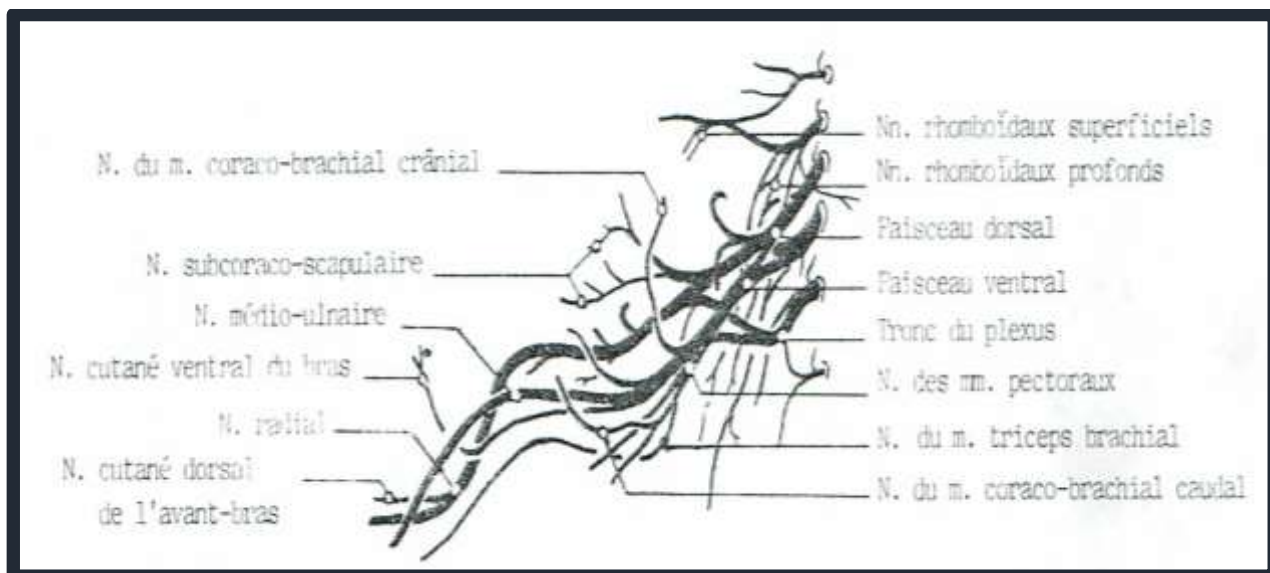 Nn. rhomboïdaux superficiels
N. du m. coraco-brachial crânial
Nn. rhomboïdaux profonds
Faisceau dorsal
N. subcoraco-scapulaire
Faisceau ventral
N. médio-ulnaire
Tronc du plexus
N. cutané ventral du bras
N. des mm. pectoraux
N. radial
N. du m. triceps brachial
N. cutané dorsal
de l'avant-bras
N. du m. coraco-brachial caudal